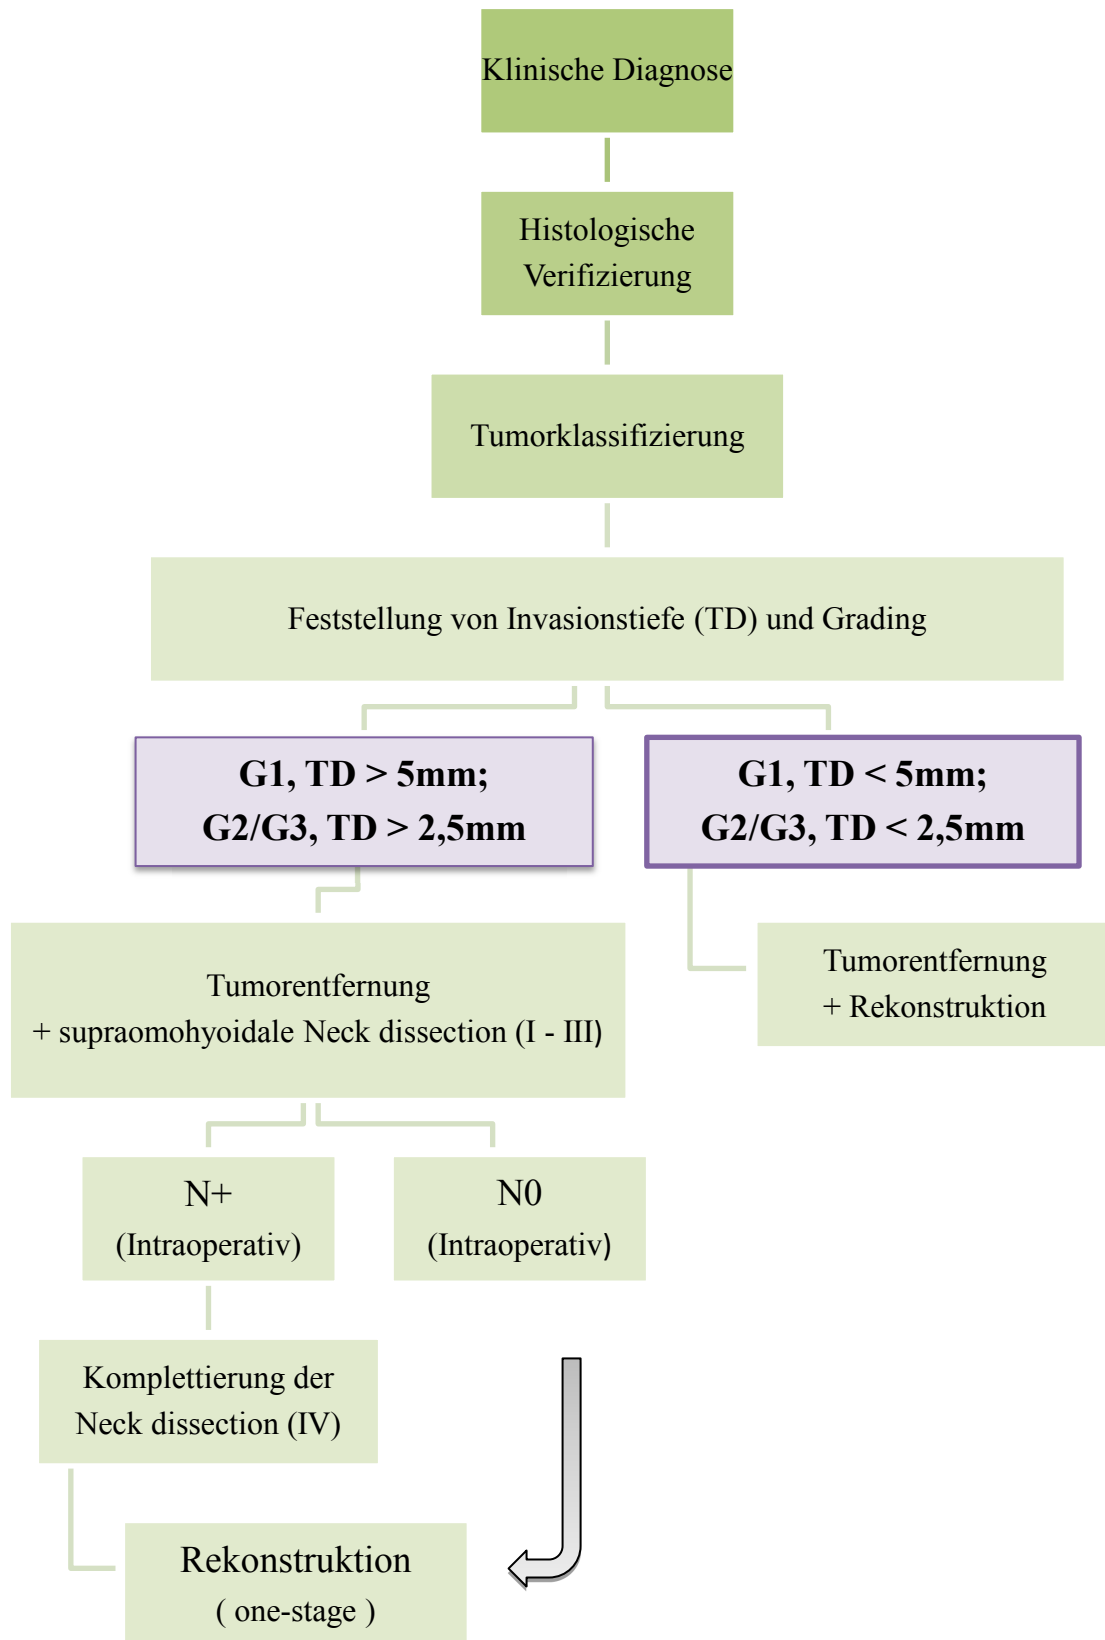 Klinische Diagnose
Histologische
Verifizierung
Tumorklassifizierung
Feststellung von Invasionstiefe (TD) und Grading
G1, TD > 5mm;
G2/G3, TD > 2,5mm
G1, TD < 5mm;
G2/G3, TD < 2,5mm
Tumorentfernung
+ supraomohyoidale Neck dissection (I - III)
Tumorentfernung
+ Rekonstruktion
N+
(Intraoperativ)
N0
(Intraoperativ)
Komplettierung der
Neck dissection (IV)
Rekonstruktion
( one-stage )